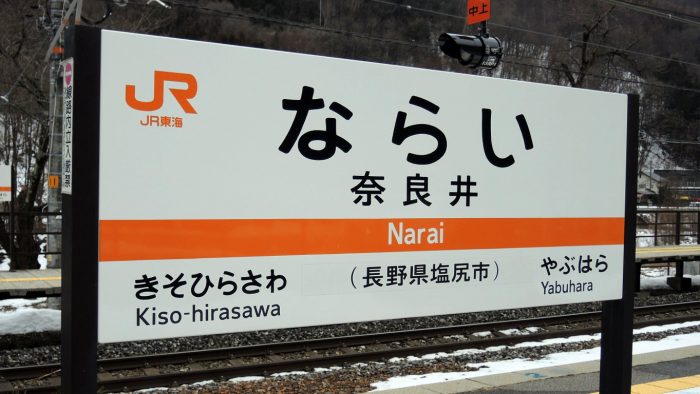 中上
JR
JR東海
ならい
奈良井
Narai
きそひらさわ
Kiso-hirasawa
(長野県塩尻市)
やぶはら
Yabuhara